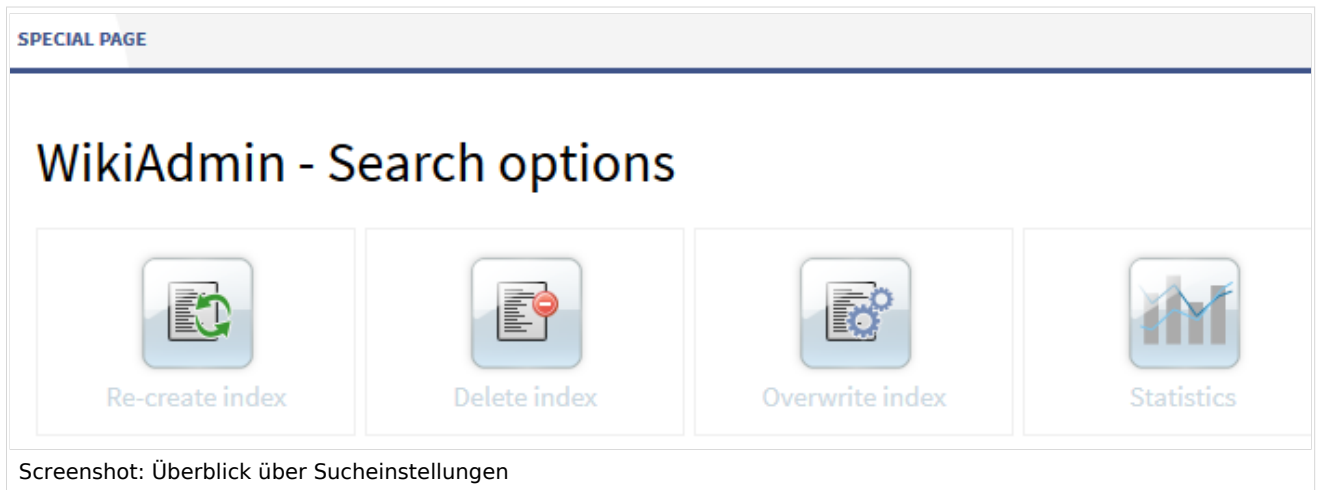 SPECIAL PAGE
WikiAdmin - Search options
Re-create index
Delete index
Overwrite index
Statistics
Screenshot: Überblick über Sucheinstellungen